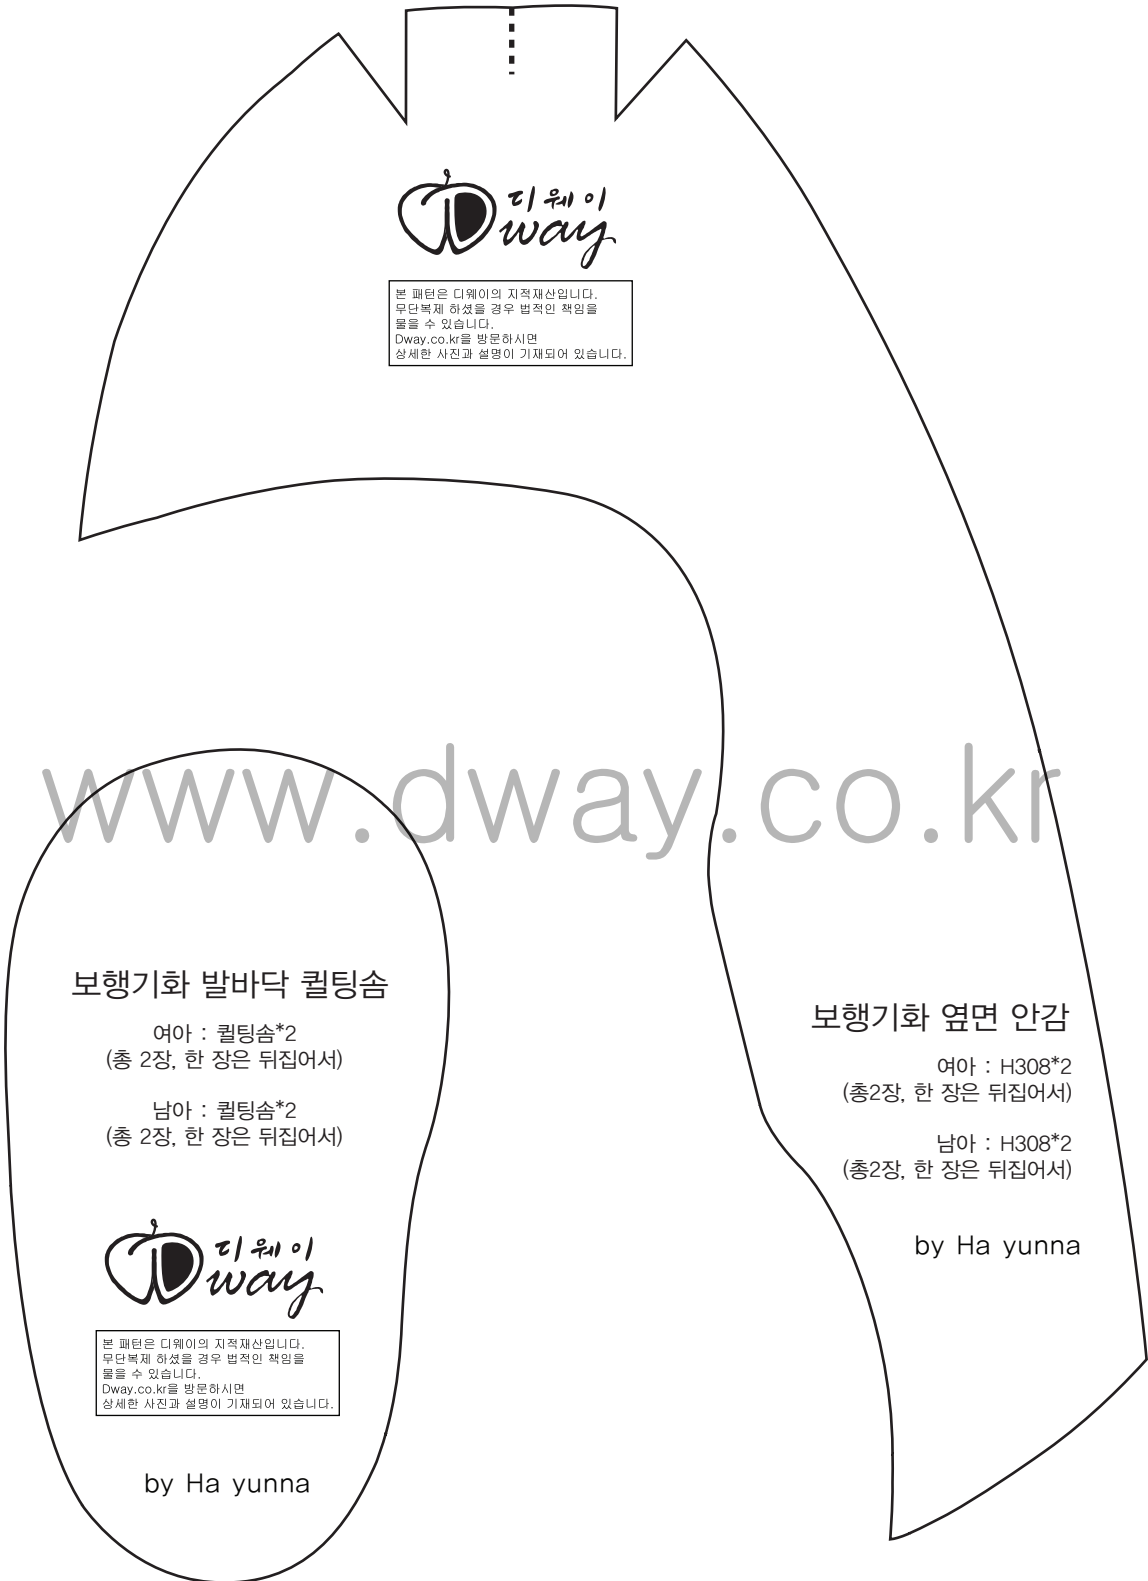 디웨이
Dway
본 패턴은 디웨이의 지적재산입니다.
무단복제 하셨을 경우 법적인 책임을
물을 수 있습니다.
Dway.co.kr을 방문하시면
상세한 사진과 설명이 기재되어 있습니다.
www.dway.co.kr
보행기화 발바닥 퀼팅솜
여아 : 퀼팅솜*2
(총 2장, 한 장은 뒤집어서)
남아 : 퀼팅솜*2
(총 2장, 한 장은 뒤집어서)
디웨이
Dway
본 패턴은 디웨이의 지적재산입니다.
무단복제 하셨을 경우 법적인 책임을
물을 수 있습니다.
Dway.co.kr을 방문하시면
상세한 사진과 설명이 기재되어 있습니다.
by Ha yunna
보행기화 옆면 안감
여아 : H308*2
(총2장, 한 장은 뒤집어서)
남아 : H308*2
(총2장, 한 장은 뒤집어서)
by Ha yunna